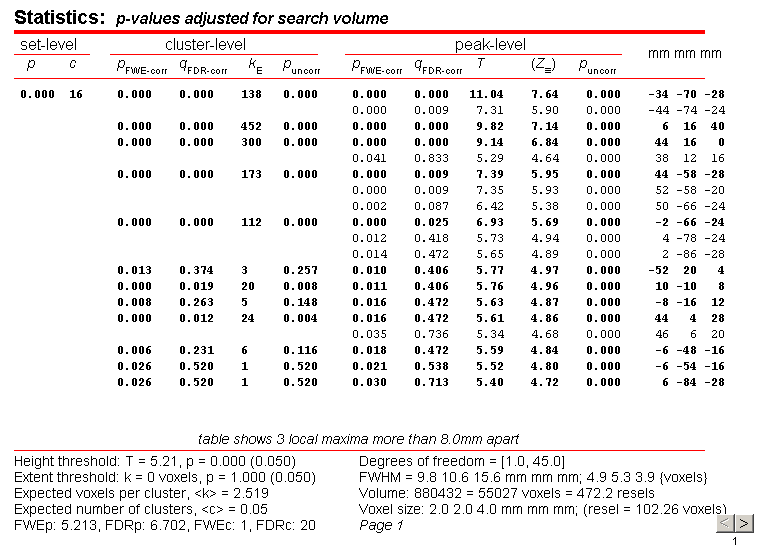 Statistics: p-values adjusted for search volume
set-level cluster-level peak-level mm mm mm
p c pFWE-corr qFDR-corr kE puncorr pFWE-corr qFDR-corr T (Z≡) puncorr
0.000 16 0.000 0.000 138 0.000 0.000 0.000 11.04 7.64 0.000 -34 -70 -28
0.000 0.009 7.31 5.90 0.000 -44 -74 -24
0.000 0.000 452 0.000 0.000 0.000 9.82 7.14 0.000 6 16 40
0.000 0.000 300 0.000 0.000 0.000 9.14 6.84 0.000 44 16 0
0.041 0.833 5.29 4.64 0.000 38 12 16
0.000 0.000 173 0.000 0.000 0.009 7.39 5.95 0.000 44 -58 -28
0.000 0.009 7.35 5.93 0.000 52 -58 -20
0.002 0.087 6.42 5.38 0.000 50 -66 -24
0.000 0.000 112 0.000 0.000 0.025 6.93 5.69 0.000 -2 -66 -24
0.012 0.418 5.73 4.94 0.000 4 -78 -24
0.014 0.472 5.65 4.89 0.000 2 -86 -28
0.013 0.374 3 0.257 0.010 0.406 5.77 4.97 0.000 -52 20 4
0.000 0.019 20 0.008 0.011 0.406 5.76 4.96 0.000 10 -10 8
0.008 0.263 5 0.148 0.016 0.472 5.63 4.87 0.000 -8 -16 12
0.000 0.012 24 0.004 0.016 0.472 5.61 4.86 0.000 44 4 28
0.035 0.736 5.34 4.68 0.000 46 6 20
0.006 0.231 6 0.116 0.018 0.472 5.59 4.84 0.000 -6 -48 -16
0.026 0.520 1 0.520 0.021 0.538 5.52 4.80 0.000 -6 -54 -16
0.026 0.520 1 0.520 0.030 0.713 5.40 4.72 0.000 6 -84 -28
table shows 3 local maxima more than 8.0mm apart
Height threshold: T = 5.21, p = 0.000 (0.050)
Extent threshold: k = 0 voxels, p = 1.000 (0.050)
Expected voxels per cluster, <k> = 2.519
Expected number of clusters, <c> = 0.05
FWEp: 5.213, FDRp: 6.702, FWEc: 1, FDRc: 20
Degrees of freedom = [1.0, 45.0]
FWHM = 9.8 10.6 15.6 mm mm mm; 4.9 5.3 3.9 {voxels}
Volume: 880432 = 55027 voxels = 472.2 resels
Voxel size: 2.0 2.0 4.0 mm mm mm; (resel = 102.26 voxels)
Page 1
< >
1